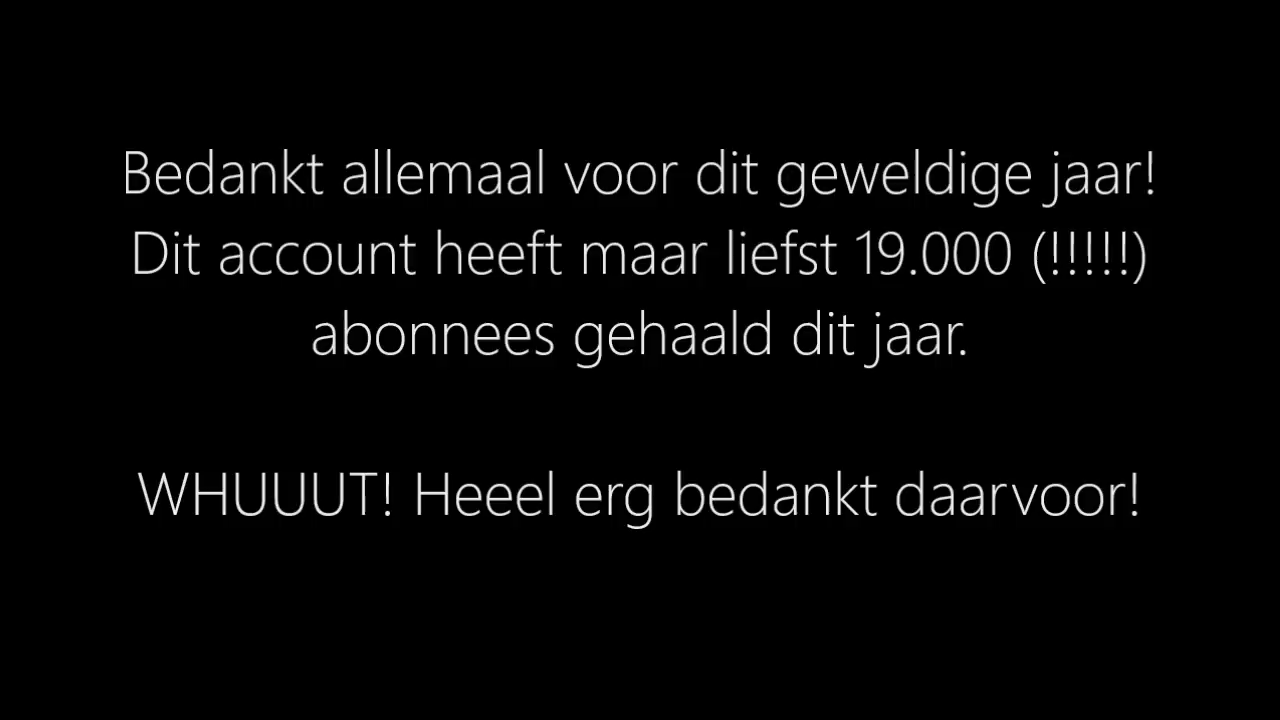 Bedankt allemaal voor dit geweldige jaar!
Dit account heeft maar liefst 19.000 (!!!!!)
abonnees gehaald dit jaar.
WHUUUT! Heeel erg bedankt daarvoor!